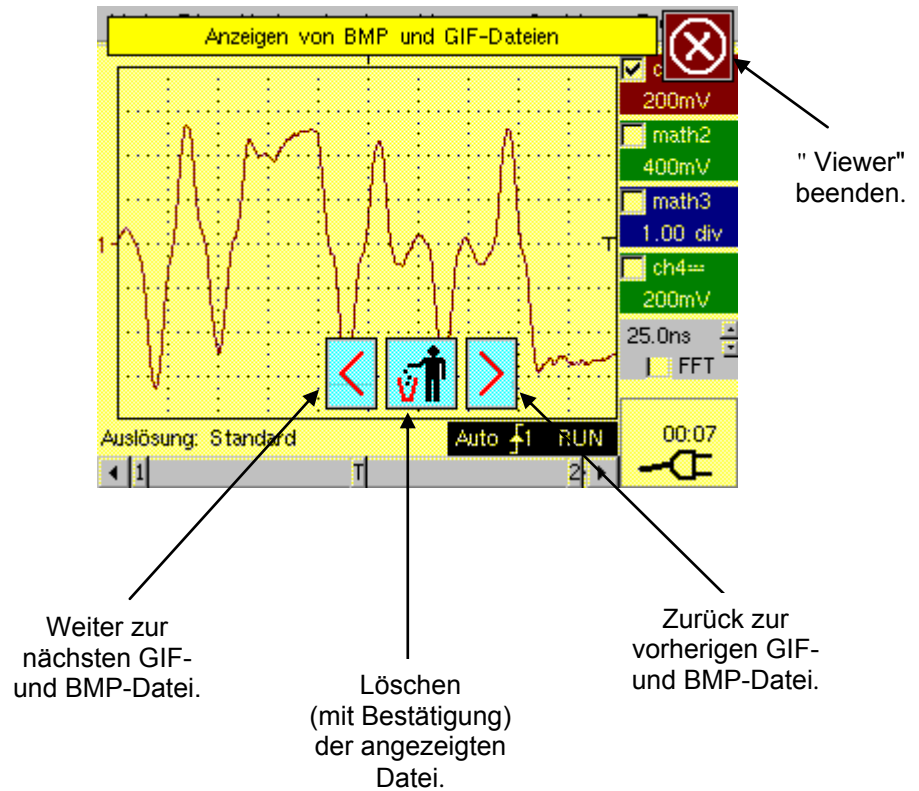 Anzeigen von BMP und GIF-Dateien
200mV
math2
400mV
math3
1.00 div
ch4
200mV
25.0ns
FFT
1
T
Auslösung: Standard
Auto 1 RUN
00:07
1
T
2
" Viewer"
beenden.
Weiter zur
nächsten GIF-
und BMP-Datei.
Löschen
(mit Bestätigung)
der angezeigten
Datei.
Zurück zur
vorherigen GIF-
und BMP-Datei.